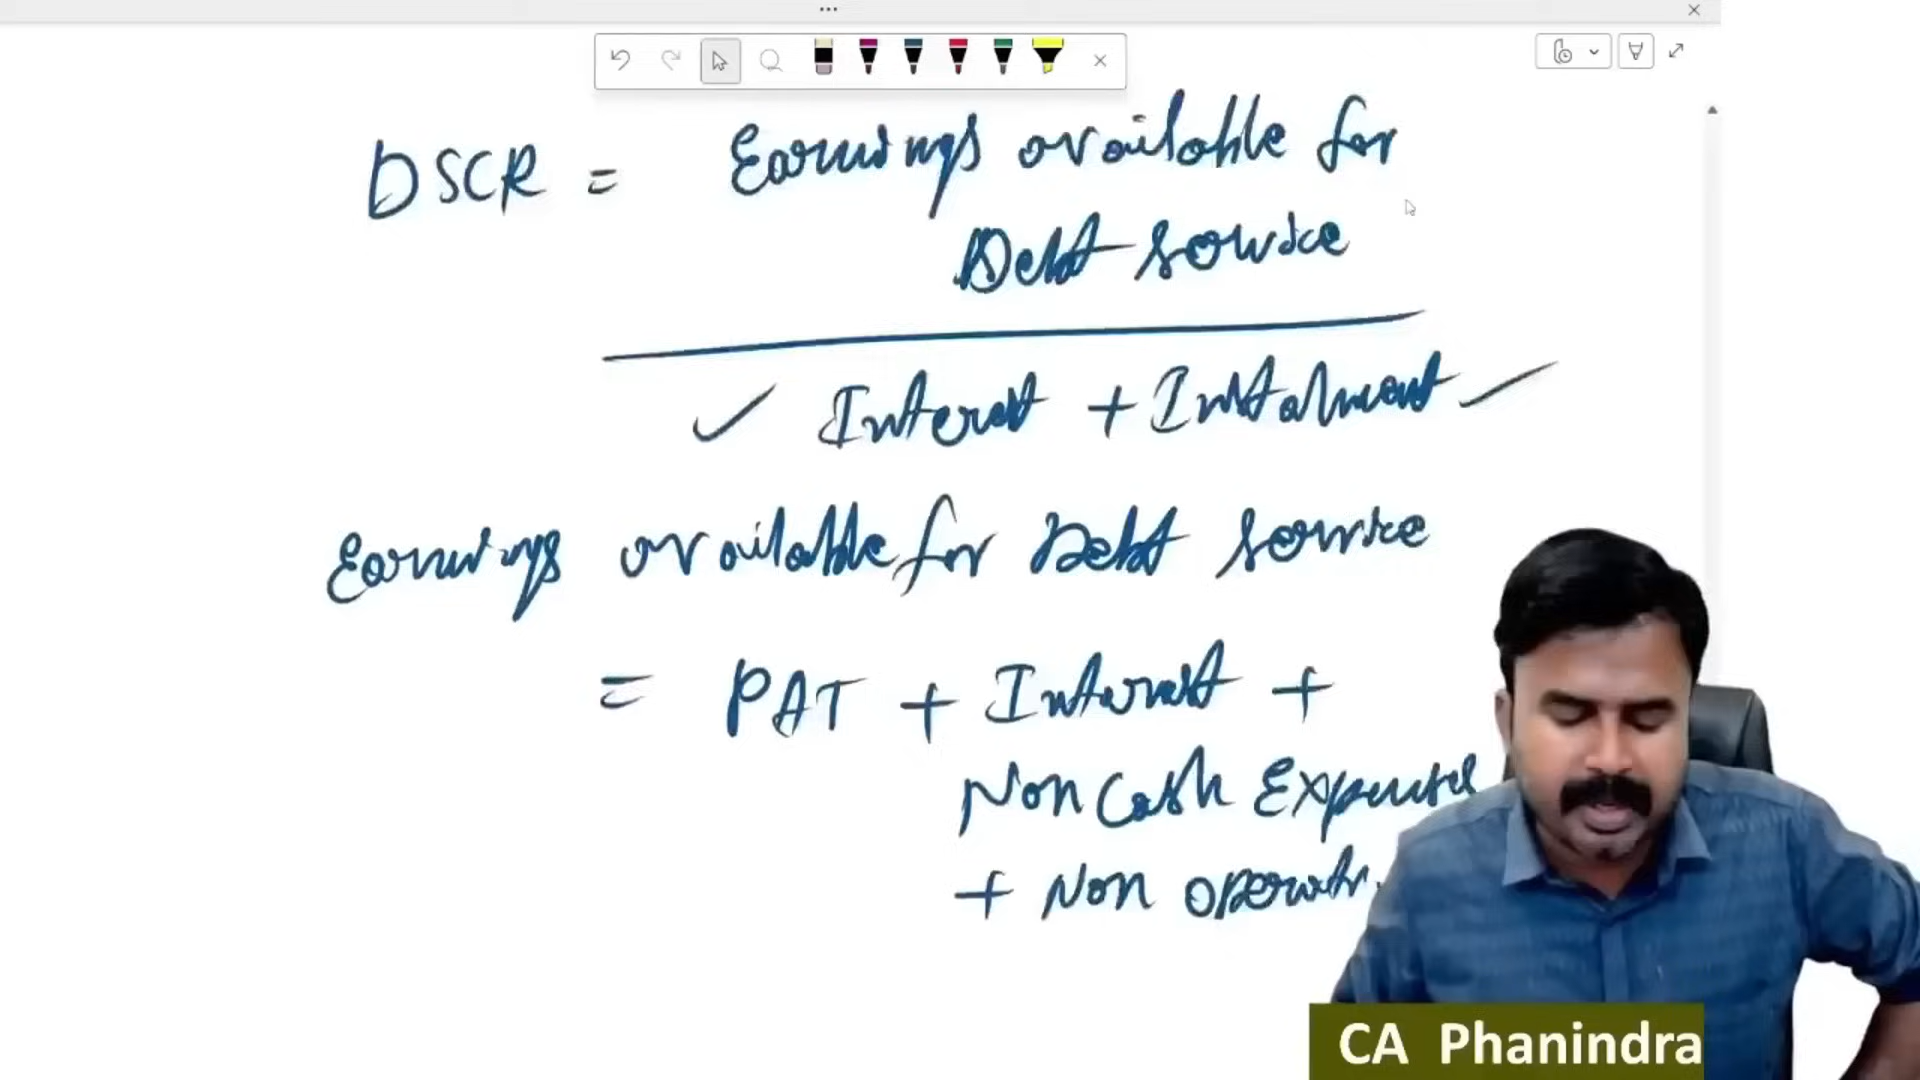 DSCR = Earnings available for
Debt service
✓ Interest + Instalment ✓
Earnings available for Debt service
= PAT + Interest +
Non Cash Expenses
+ Non
CA Phanindra